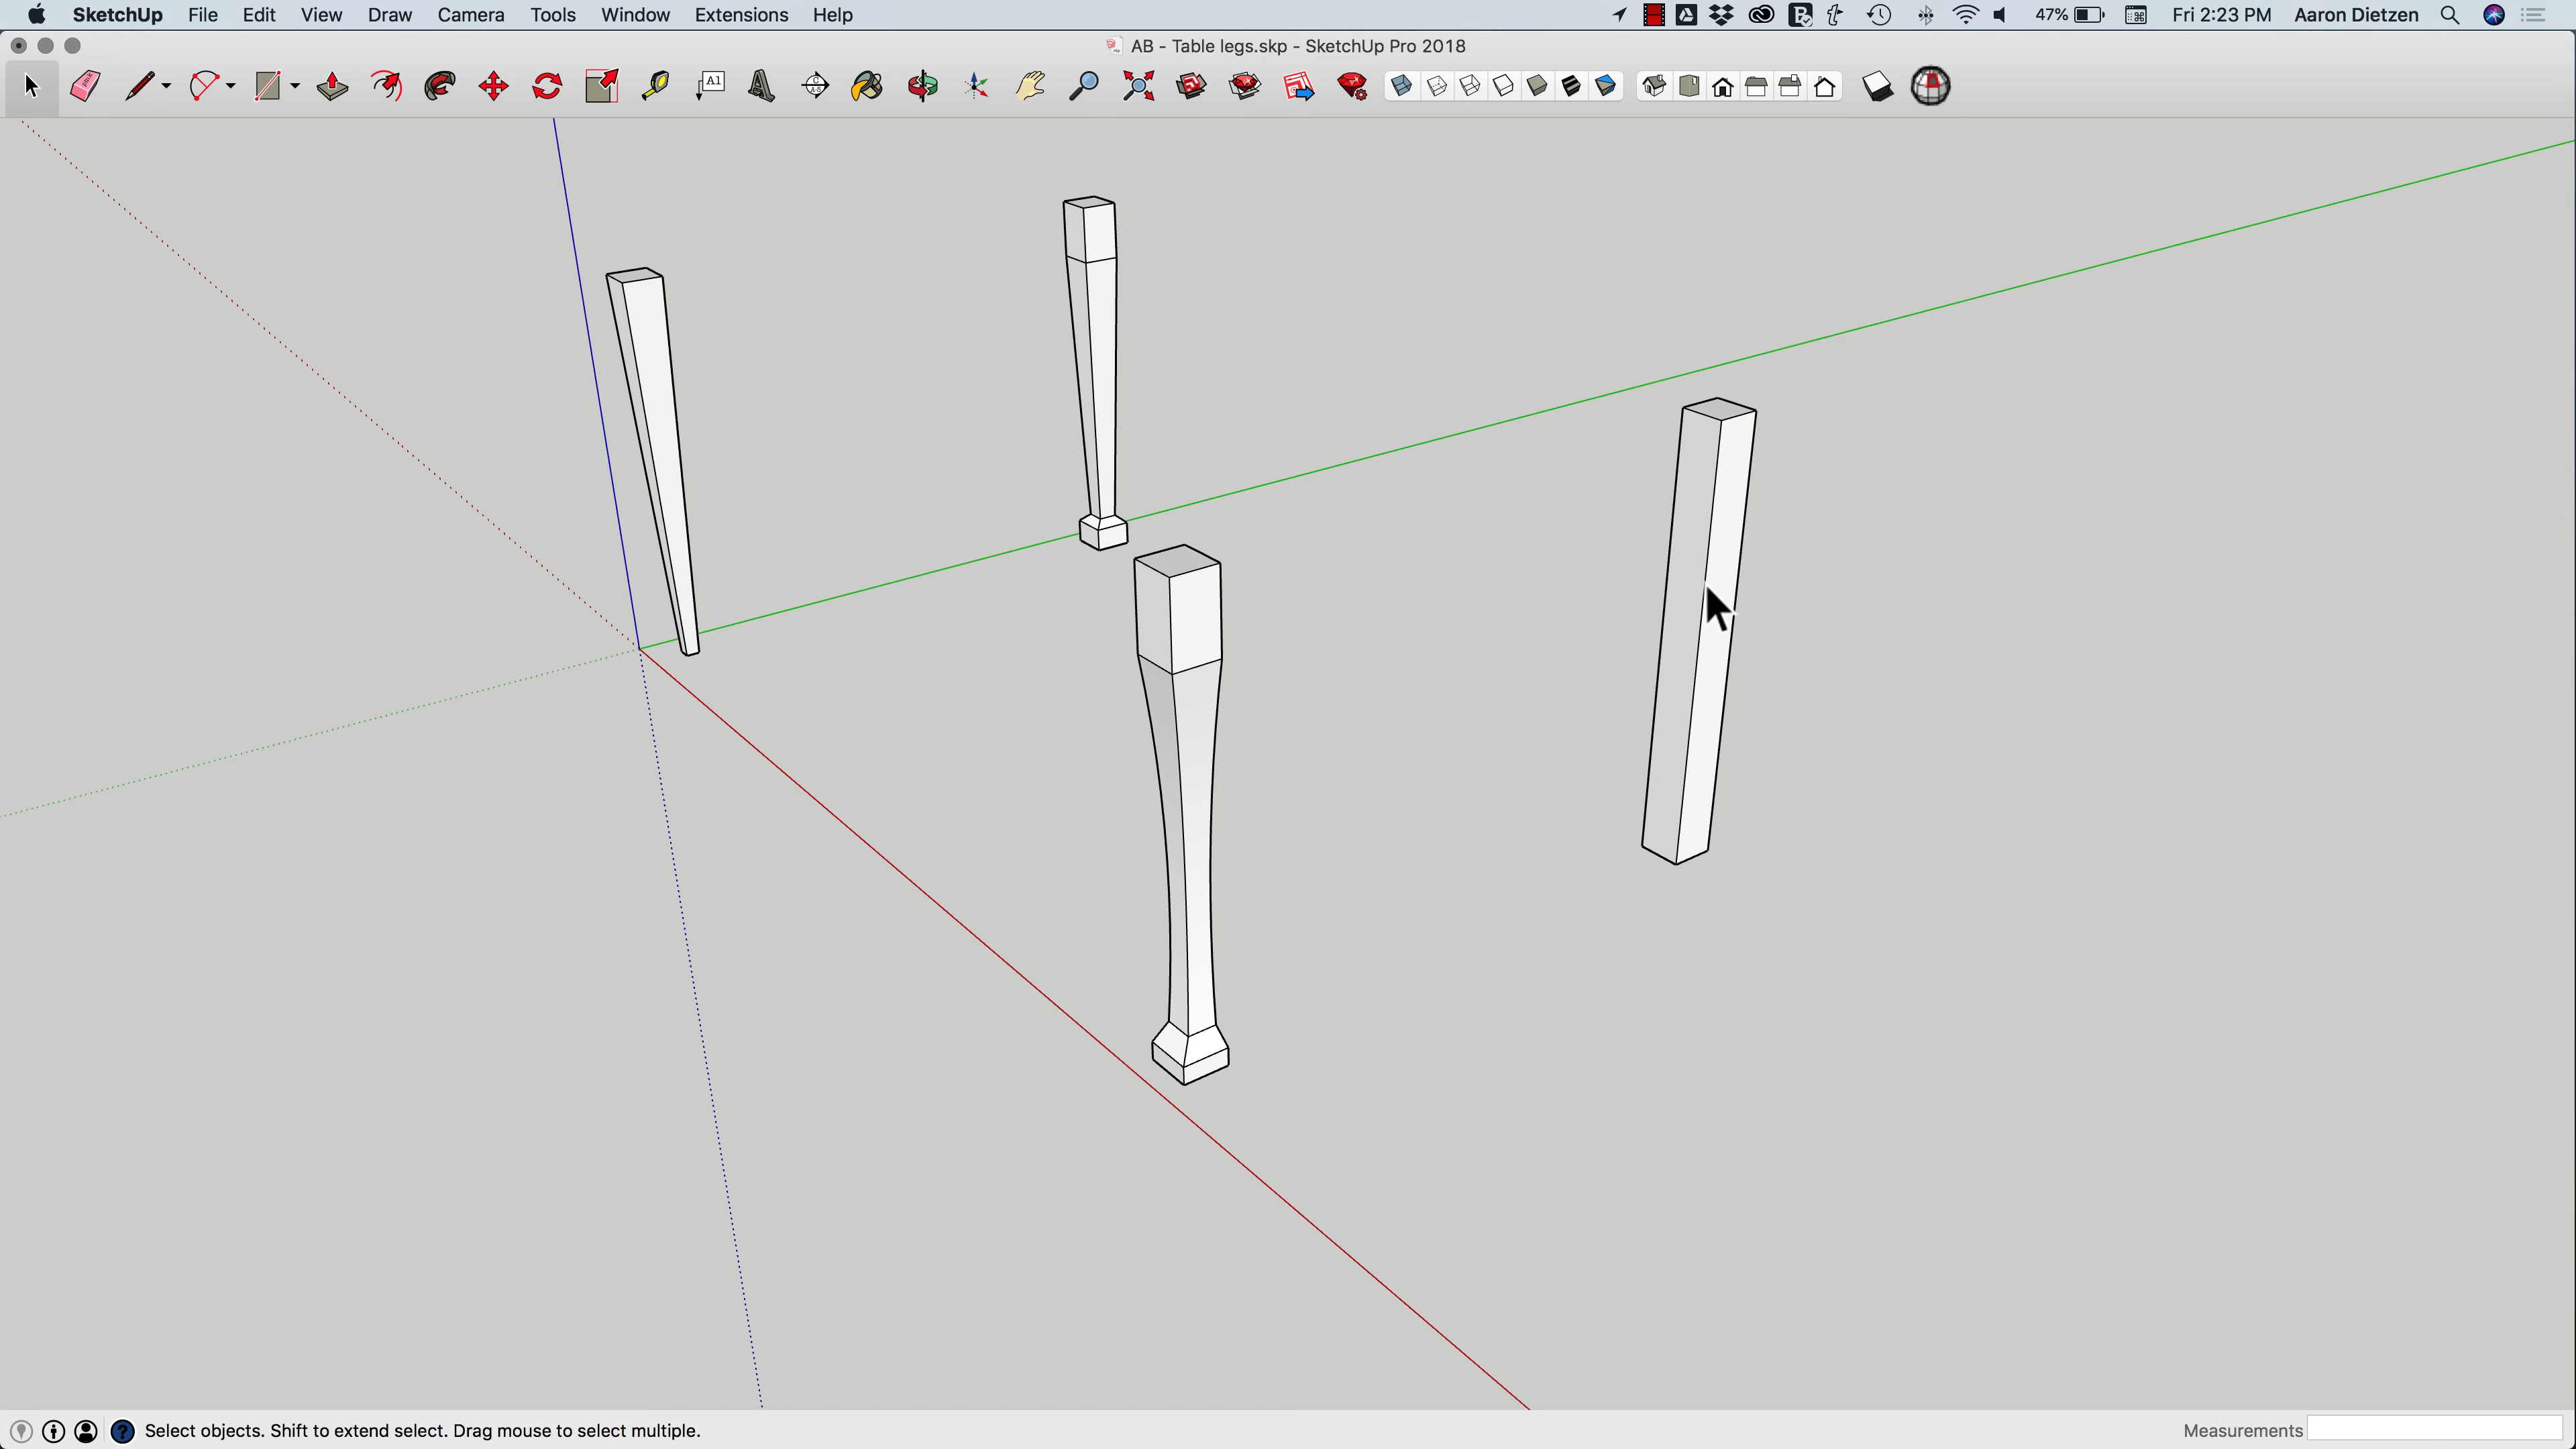 SketchUp File Edit View Draw Camera Tools Window Extensions Help 47% Fri 2:23 PM Aaron Dietzen
AB - Table legs.skp - SketchUp Pro 2018
A1
Select objects. Shift to extend select. Drag mouse to select multiple. Measurements